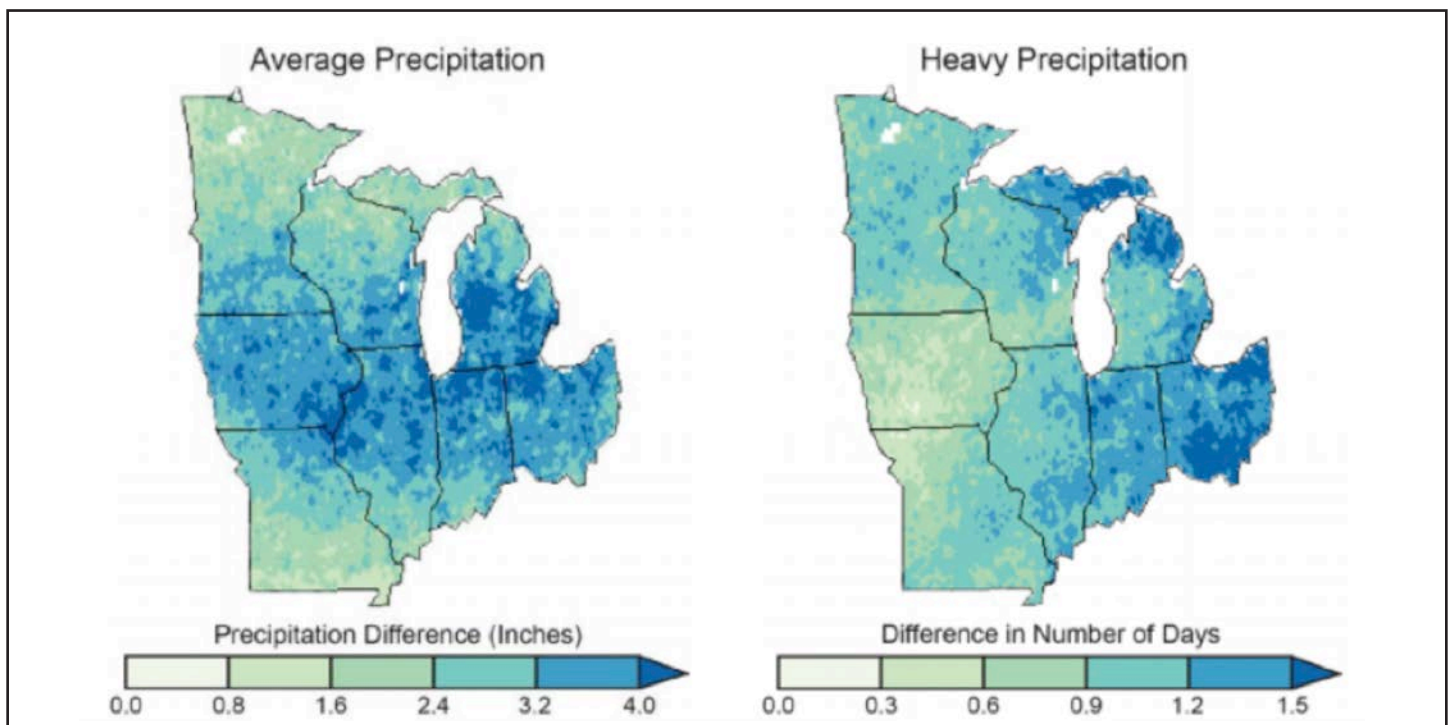 Average Precipitation
Heavy Precipitation
Precipitation Difference (Inches)
0.0 0.8 1.6 2.4 3.2 4.0
Difference in Number of Days
0.0 0.3 0.6 0.9 1.2 1.5